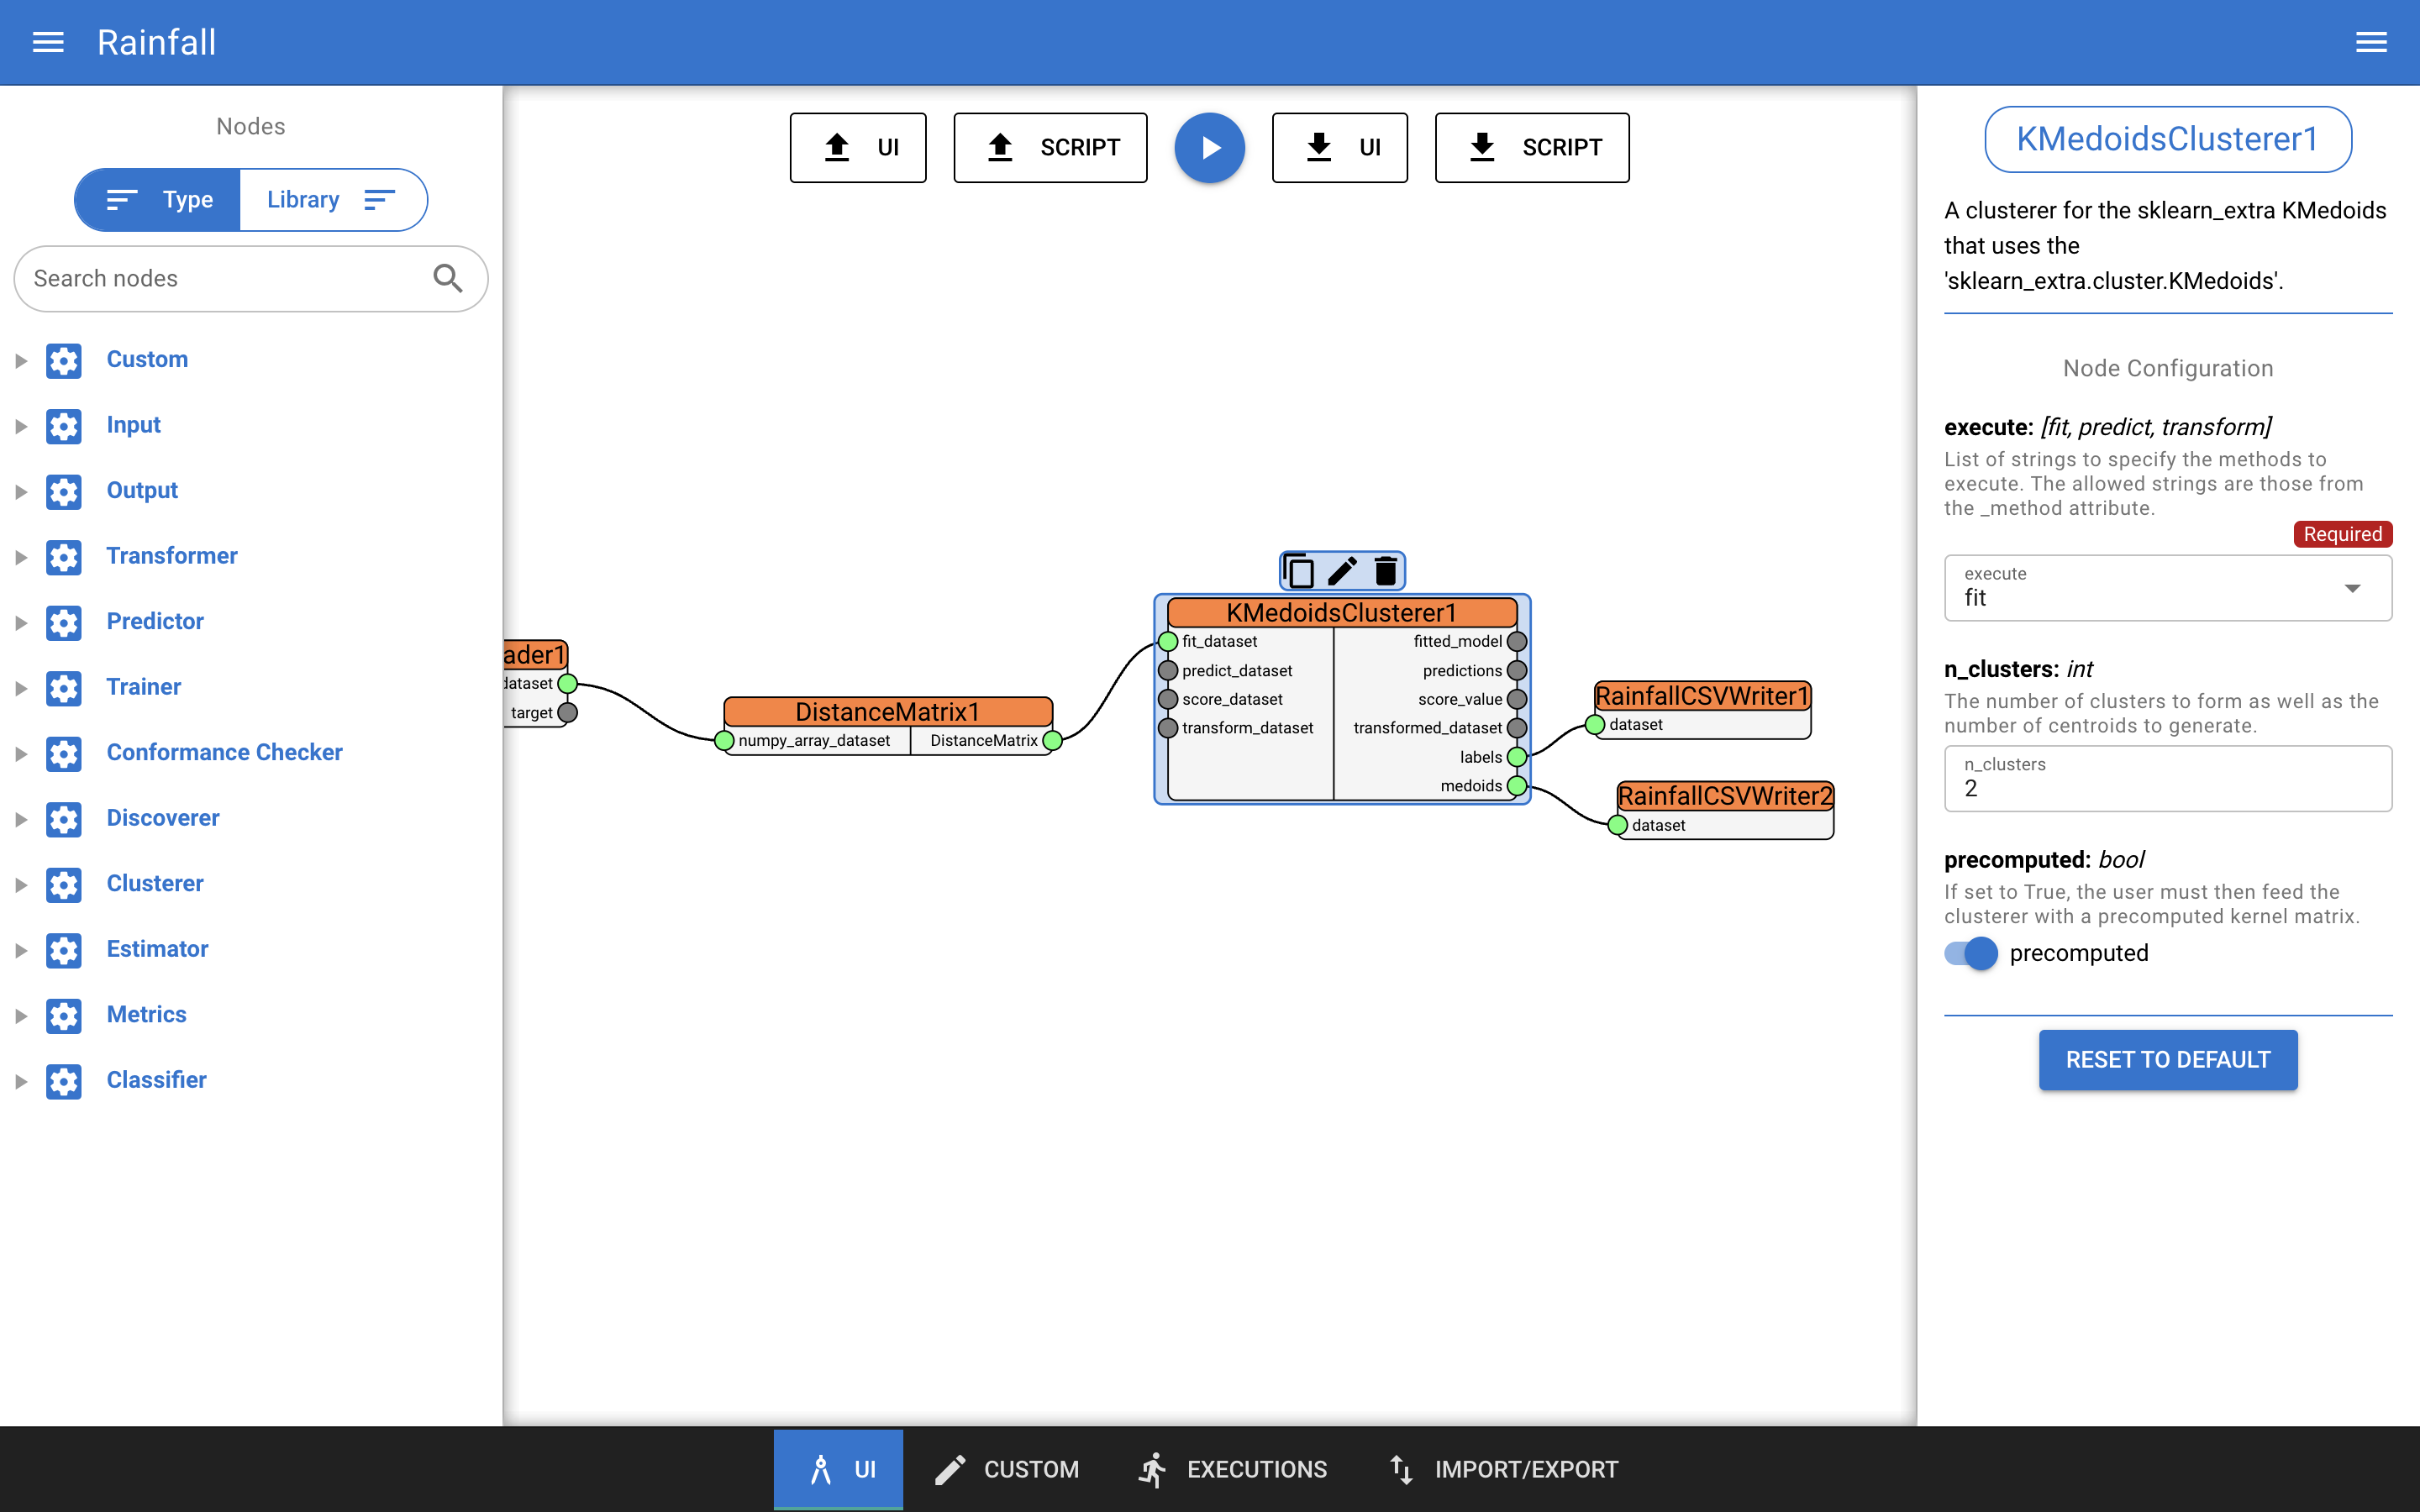 Rainfall
Nodes
Type
Library
Search nodes
Custom
Input
Output
Transformer
Predictor
Trainer
Conformance Checker
Discoverer
Clusterer
Estimator
Metrics
Classifier
UI
SCRIPT
UI
SCRIPT
ader1
dataset
target
DistanceMatrix1
numpy_array_dataset
DistanceMatrix
KMedoidsClusterer1
fit_dataset
fitted_model
predict_dataset
predictions
score_dataset
score_value
transform_dataset
transformed_dataset
labels
medoids
RainfallCSVWriter1
dataset
RainfallCSVWriter2
dataset
KMedoidsClusterer1
A clusterer for the sklearn_extra KMedoids
that uses the
'sklearn_extra.cluster.KMedoids'.
Node Configuration
execute: [fit, predict, transform]
List of strings to specify the methods to
execute. The allowed strings are those from
the _method attribute.
Required
execute
fit
n_clusters: int
The number of clusters to form as well as the
number of centroids to generate.
n_clusters
2
precomputed: bool
If set to True, the user must then feed the
clusterer with a precomputed kernel matrix.
precomputed
RESET TO DEFAULT
UI
CUSTOM
EXECUTIONS
IMPORT/EXPORT